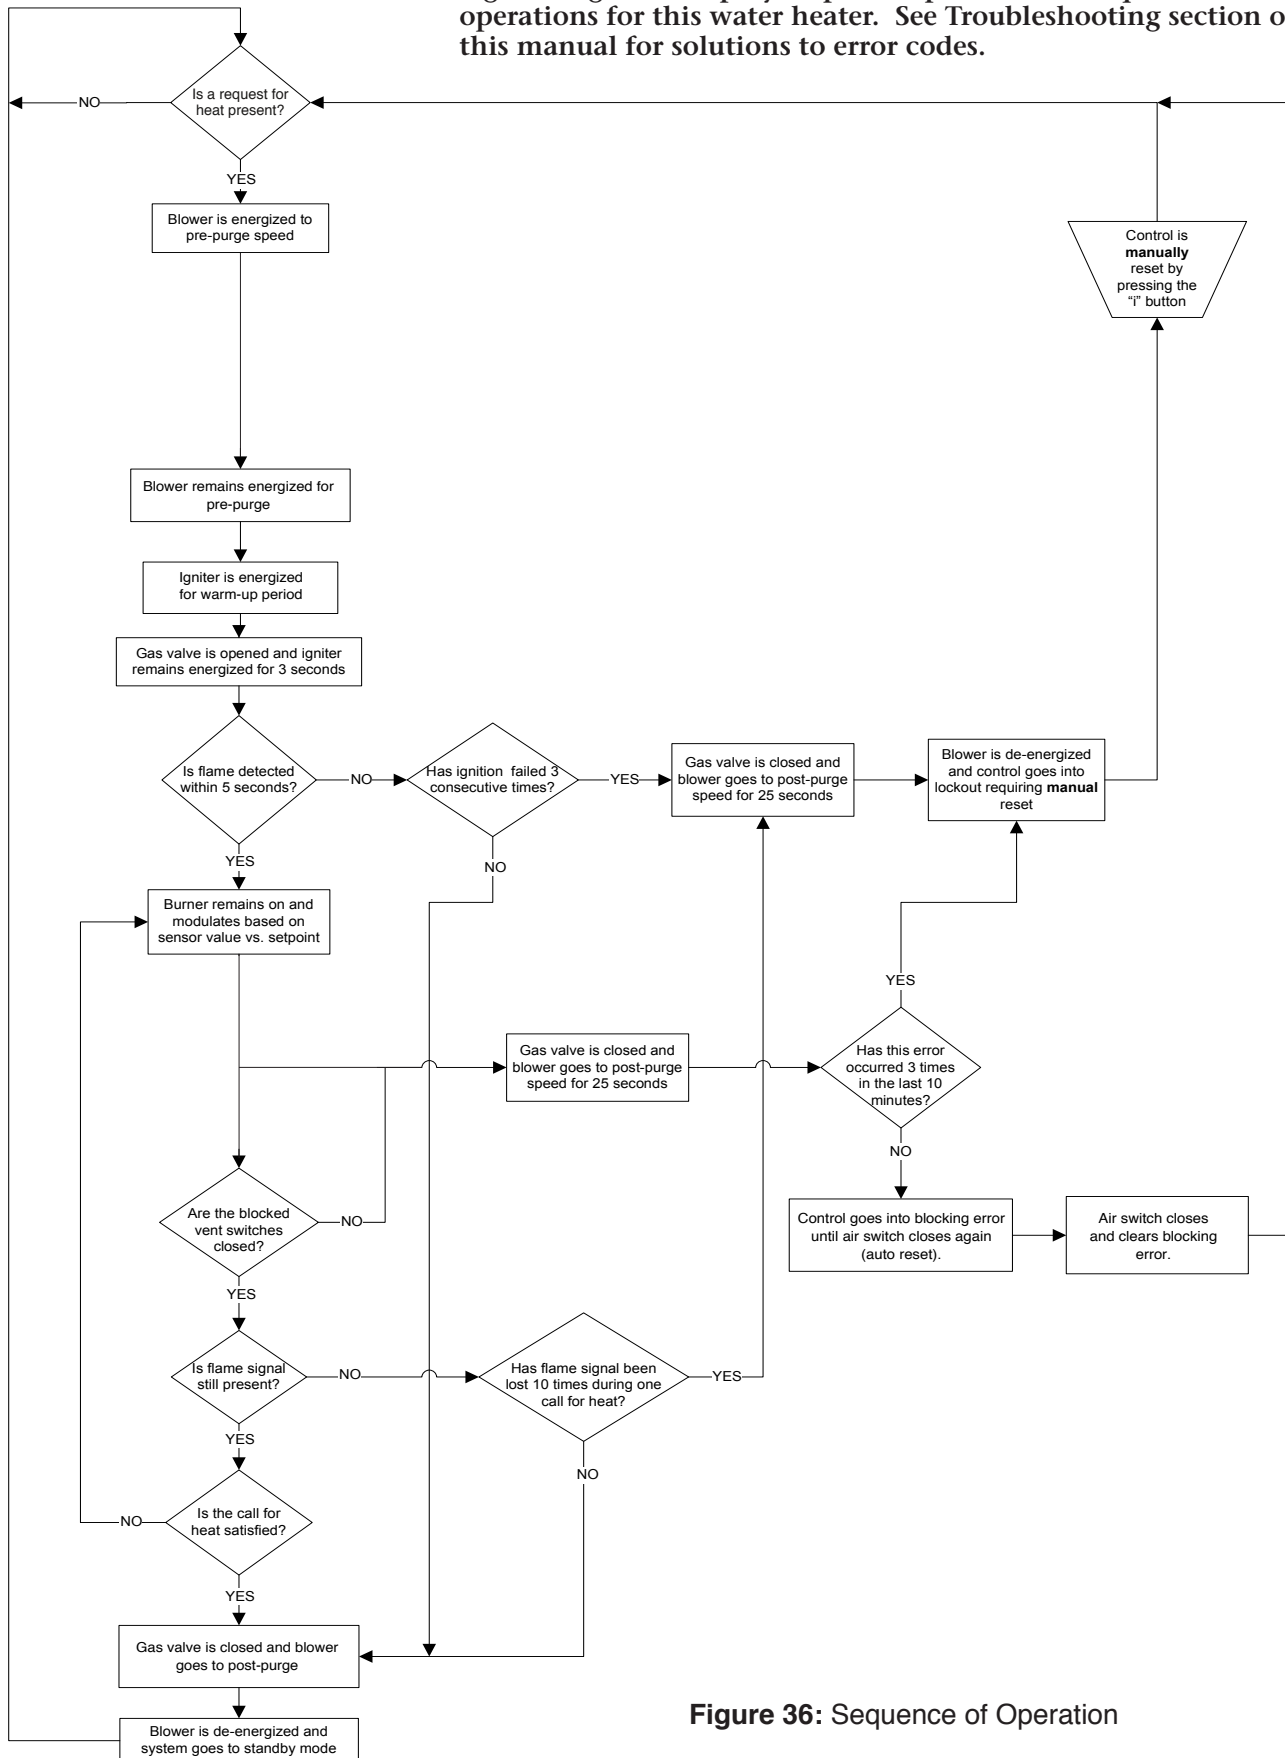 operations for this water heater. See Troubleshooting section o
this manual for solutions to error codes.
Is a request for
heat present?
NO
YES
Blower is energized to
pre-purge speed
Control is
manually
reset by
pressing the
“i” button
Blower remains energized for
pre-purge
Igniter is energized
for warm-up period
Gas valve is opened and igniter
remains energized for 3 seconds
Is flame detected
within 5 seconds?
NO
Has ignition failed 3
consecutive times?
YES
Gas valve is closed and
blower goes to post-purge
speed for 25 seconds
Blower is de-energized
and control goes into
lockout requiring manual
reset
YES
NO
Burner remains on and
modulates based on
sensor value vs. setpoint
YES
Gas valve is closed and
blower goes to post-purge
speed for 25 seconds
Has this error
occurred 3 times
in the last 10
minutes?
NO
Are the blocked
vent switches
closed?
NO
Control goes into blocking error
until air switch closes again
(auto reset).
Air switch closes
and clears blocking
error.
YES
Is flame signal
still present?
NO
Has flame signal been
lost 10 times during one
call for heat?
YES
YES
NO
Is the call for
heat satisfied?
NO
YES
Gas valve is closed and blower
goes to post-purge
Blower is de-energized and
system goes to standby mode
Figure 36: Sequence of Operation